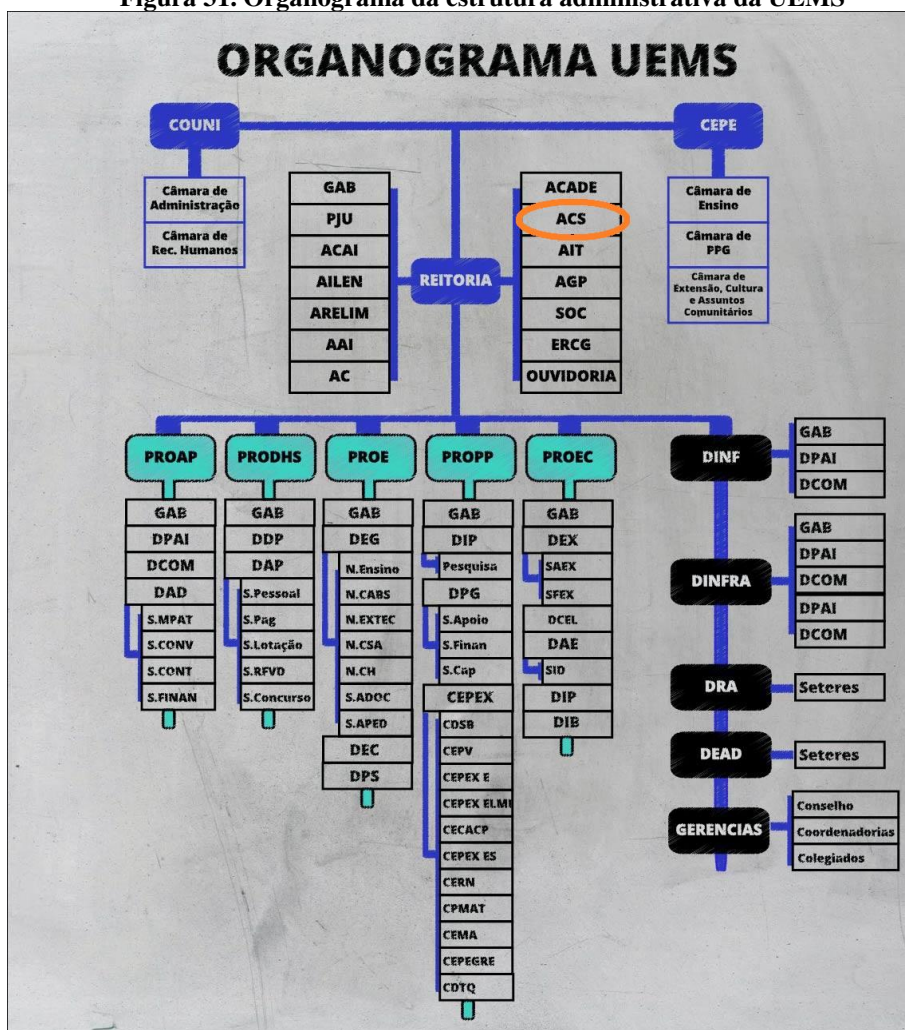 Figura 31. Organograma da estrutura administrativa da UEMS
ORGANOGRAMA UEMS
COUNI
CEPE
Câmara de
Administração
Câmara de
Rec. Humanos
GAB
PJU
ACAI
AILEN
ARELIM
AAI
AC
REITORIA
ACADE
ACS
AIT
AGP
SOC
ERCG
OUVIDORIA
Câmara de
Ensino
Câmara de
PPG
Câmara de
Extensão, Cultura
e Assuntos
Comunitários
PROAP
GAB
DPAI
DCOM
DAD
S.MPAT
S.CONV
S.CONT
S.FINAN
PRODHS
GAB
DDP
DAP
S.Pessoal
S.Pag
S.Lotação
S.RFVD
S.Concurso
PROE
GAB
DEG
N.Ensino
N.CABS
N.EXTEC
N.CSA
N.CH
S.ADOC
S.APED
DEC
DPS
PROPP
GAB
DIP
Pesquisa
DPG
S.Apoio
S.Finan
S.Cap
CEPEX
CDSB
CEPV
CEPEX E
CEPEX ELMI
CECACP
CEPEX ES
CERN
CPMAT
CEMA
CEPEGRE
CDTQ
PROEC
GAB
DEX
SAEX
SFEX
DCEL
DAE
SID
DIP
DIB
DINF
GAB
DPAI
DCOM
DINFRA
GAB
DPAI
DCOM
DPAI
DCOM
DRA
Setores
DEAD
Setores
GERENCIAS
Conselho
Coordenadorias
Colegiados